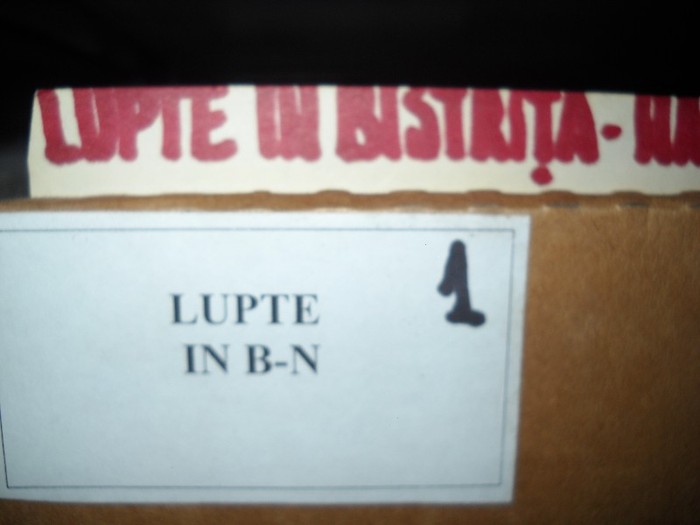 LUPTE IN BISTRIȚA-
1
LUPTE
IN B-N